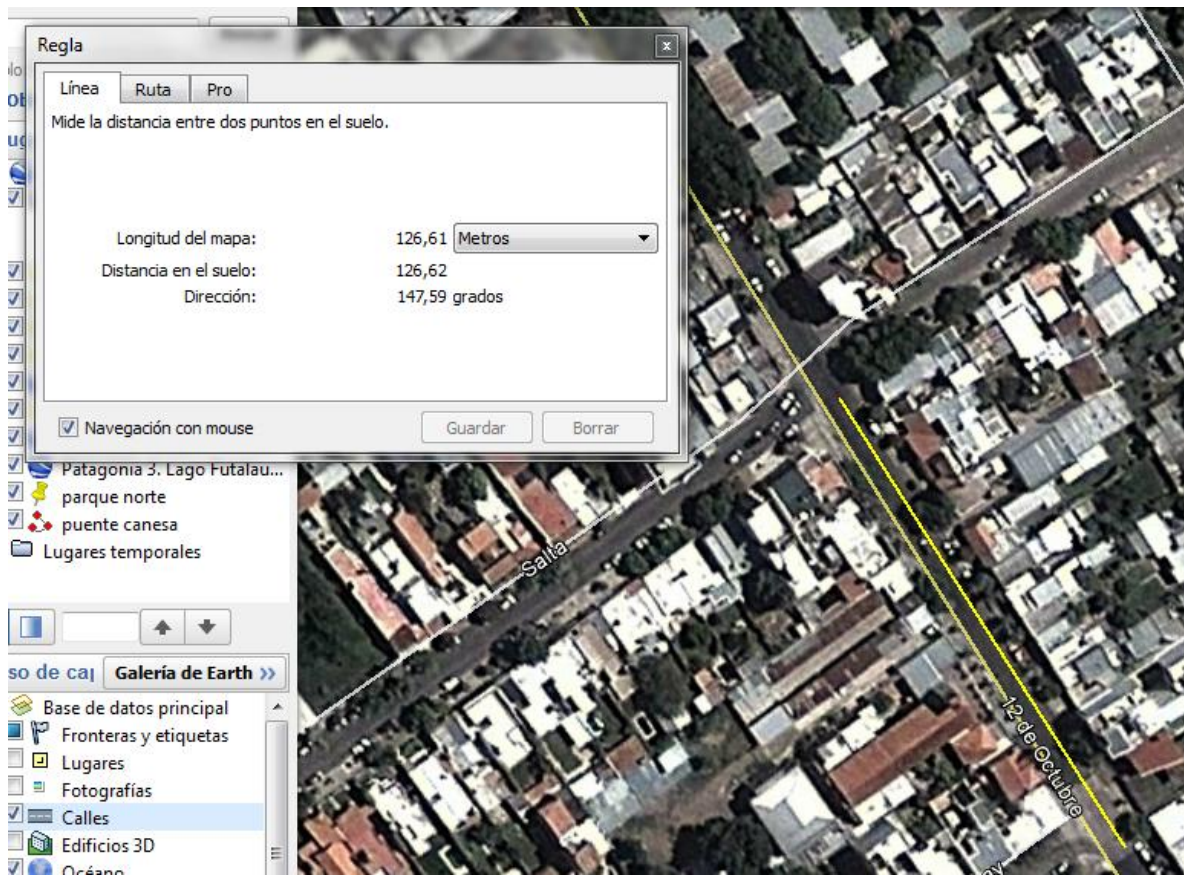 Regla
Línea
Ruta
Pro
Mide la distancia entre dos puntos en el suelo.
Longitud del mapa: 126,61 Metros
Distancia en el suelo: 126,62
Dirección: 147,59 grados
Navegación con mouse
Guardar
Borrar
Patagonia 3. Lago Futalau...
parque norte
puente canesa
Lugares temporales
Galería de Earth >>
Base de datos principal
Fronteras y etiquetas
Lugares
Fotografías
Calles
Edificios 3D
Océano
Salta
12 de Octubre